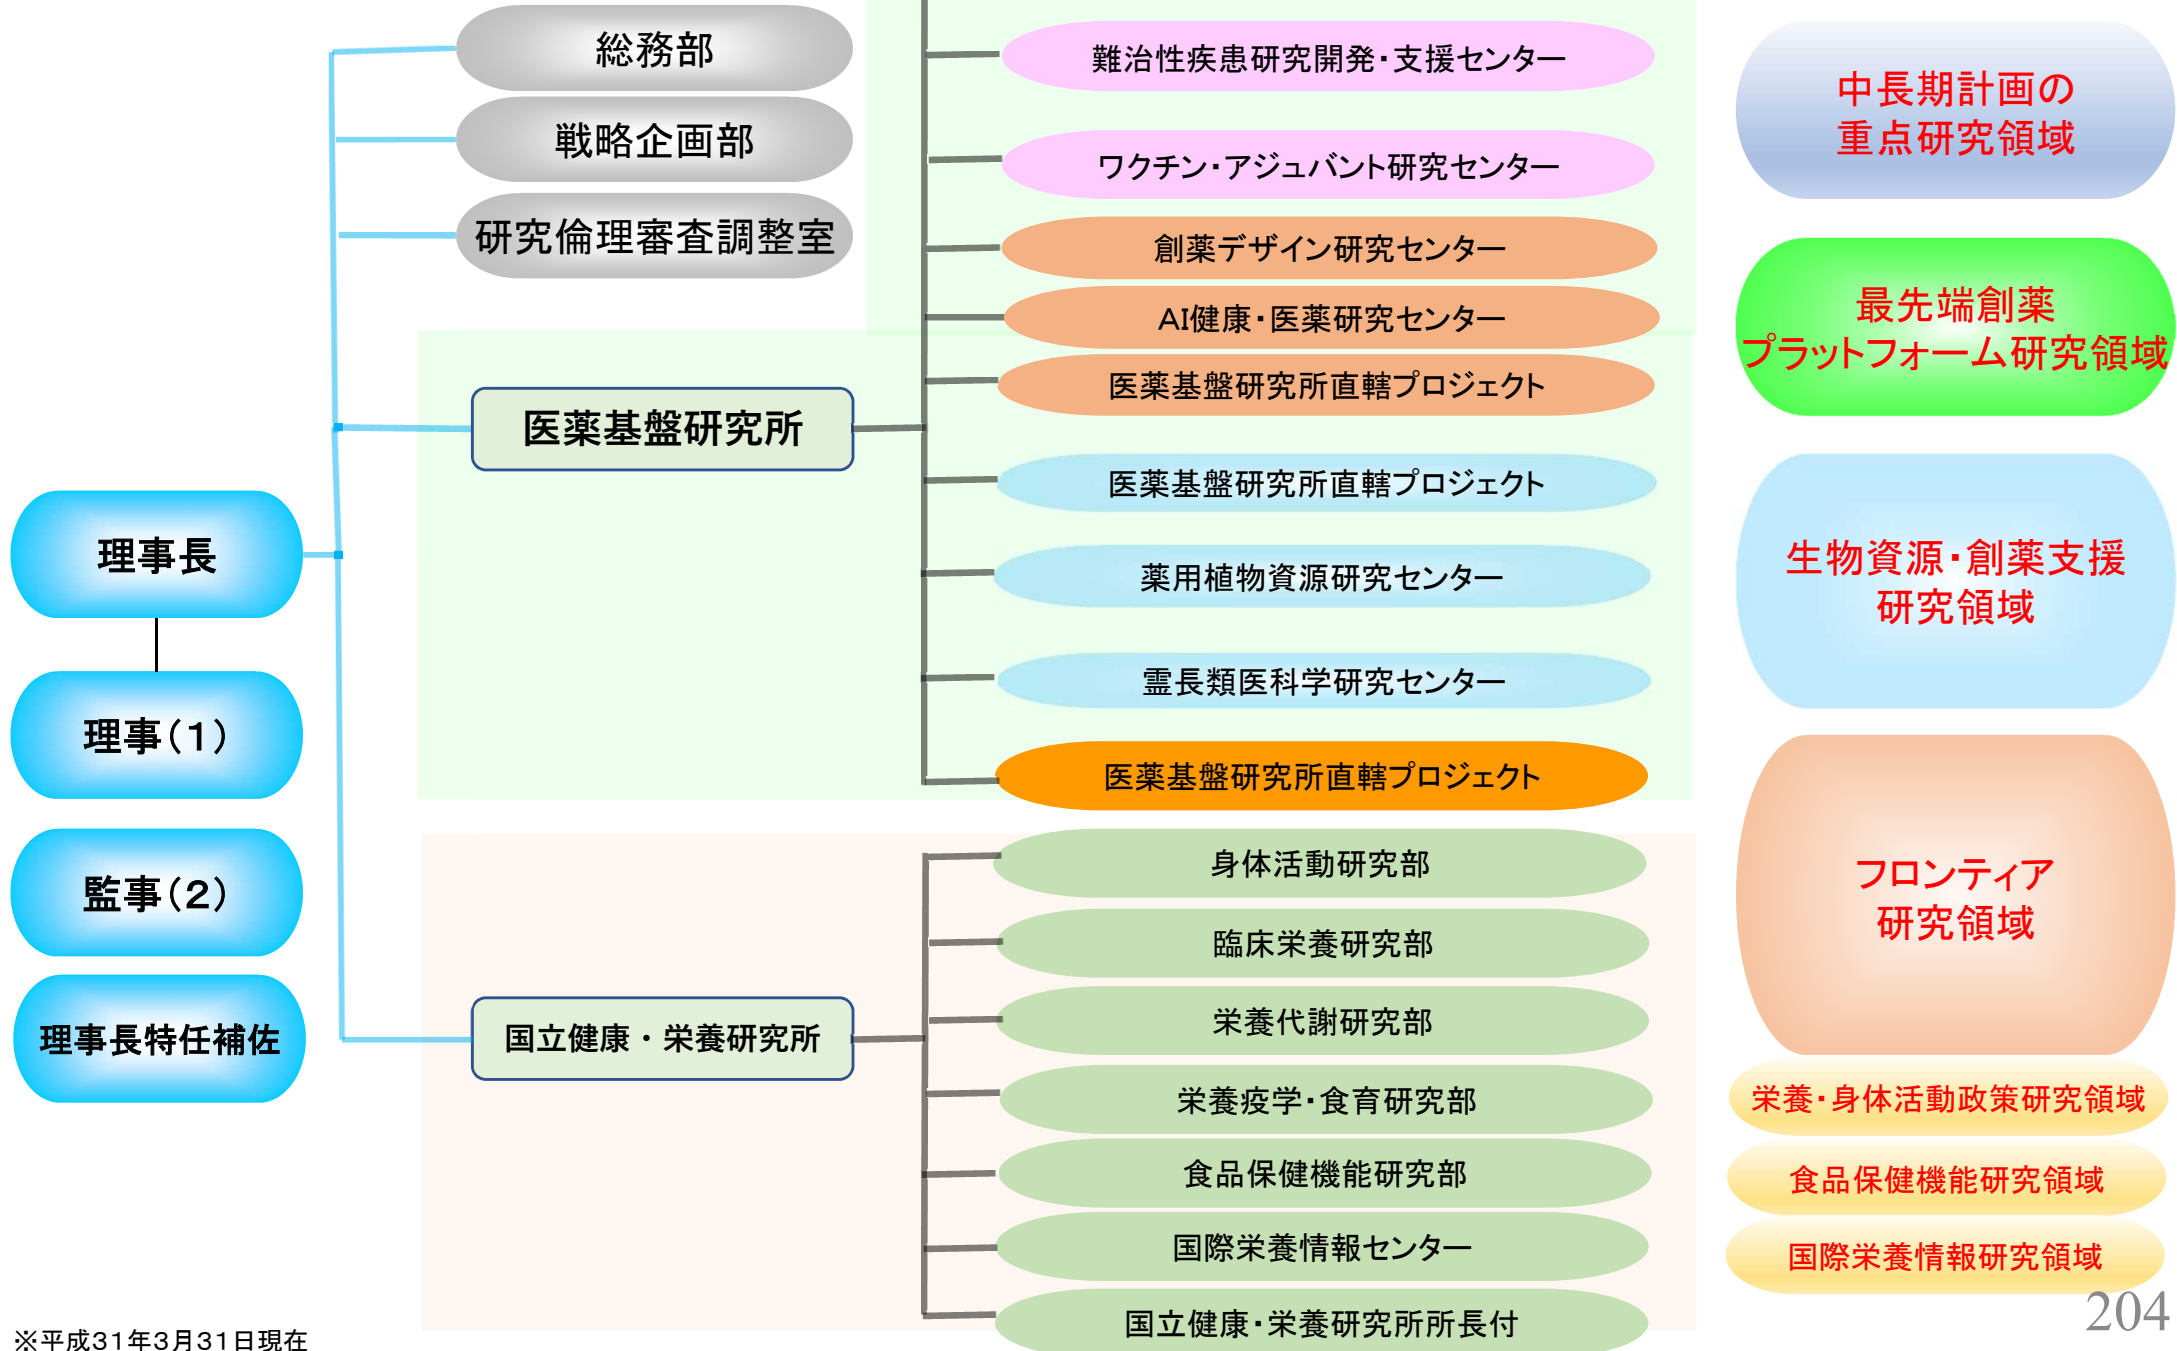 総務部
戦略企画部
研究倫理審査調整室
医薬基盤研究所
理事長
理事（1）
監事（2）
理事長特任補佐
国立健康・栄養研究所
難治性疾患研究開発・支援センター
ワクチン・アジュバント研究センター
創薬デザイン研究センター
AI健康・医薬研究センター
医薬基盤研究所直轄プロジェクト
医薬基盤研究所直轄プロジェクト
薬用植物資源研究センター
霊長類医科学研究センター
医薬基盤研究所直轄プロジェクト
身体活動研究部
臨床栄養研究部
栄養代謝研究部
栄養疫学・食育研究部
食品保健機能研究部
国際栄養情報センター
国立健康・栄養研究所所長付
中長期計画の
重点研究領域
最先端創薬
プラットフォーム研究領域
生物資源・創薬支援
研究領域
フロンティア
研究領域
栄養・身体活動政策研究領域
食品保健機能研究領域
国際栄養情報研究領域
204
※平成31年3月31日現在